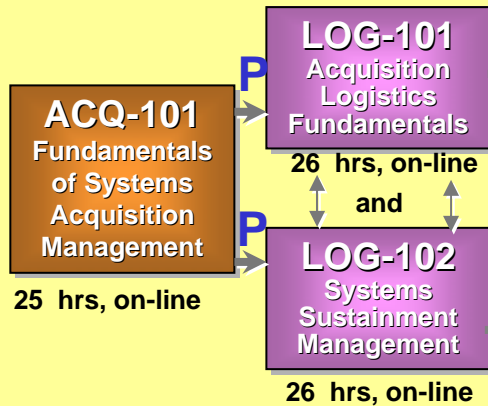 ACQ-101
Fundamentals
of Systems
Acquisition
Management
25 hrs, on-line
P
P
LOG-101
Acquisition
Logistics
Fundamentals
26 hrs, on-line
and
LOG-102
Systems
Sustainment
Management
26 hrs, on-line